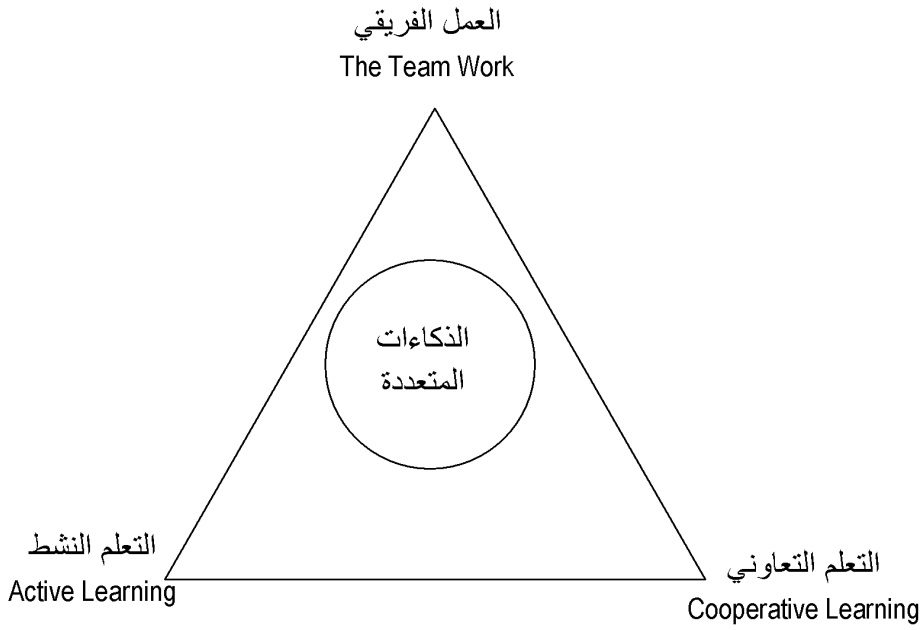 العمل الفريقي
The Team Work
الذكاءات
المتعددة
التعلم النشط
Active Learning
التعلم التعاوني
Cooperative Learning